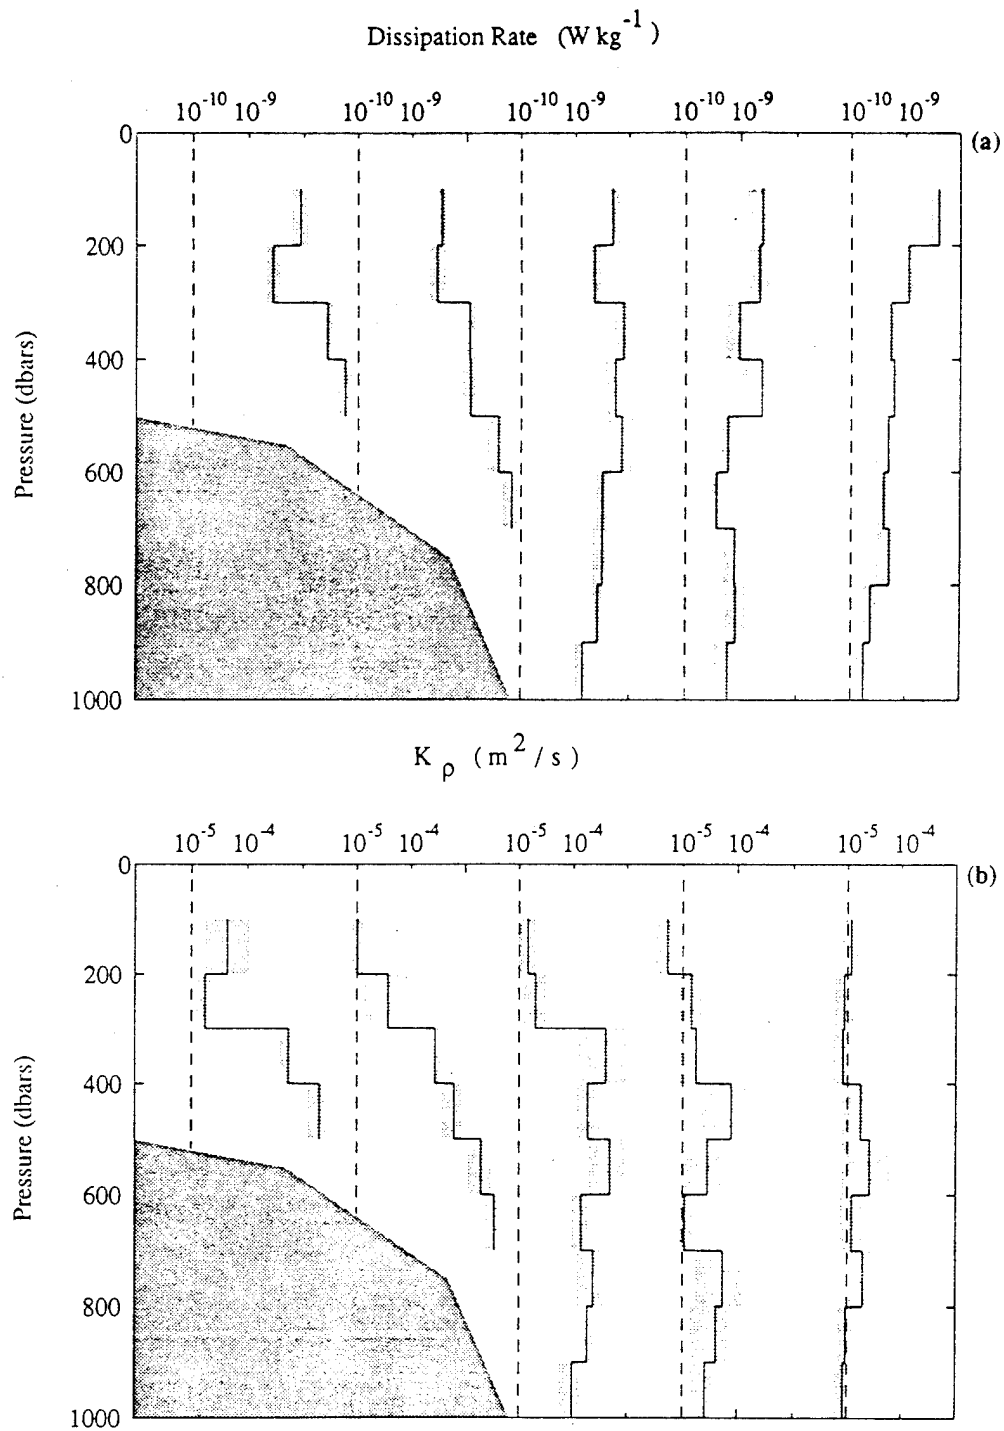 Dissipation Rate (W kg⁻¹)
10⁻¹⁰ 10⁻⁹ 10⁻¹⁰ 10⁻⁹ 10⁻¹⁰ 10⁻⁹ 10⁻¹⁰ 10⁻⁹ 10⁻¹⁰ 10⁻⁹
(a)
0
200
400
600
800
1000
Pressure (dbars)
K ρ (m²/s)
10⁻⁵ 10⁻⁴ 10⁻⁵ 10⁻⁴ 10⁻⁵ 10⁻⁴ 10⁻⁵ 10⁻⁴ 10⁻⁵ 10⁻⁴
(b)
0
200
400
600
800
1000
Pressure (dbars)